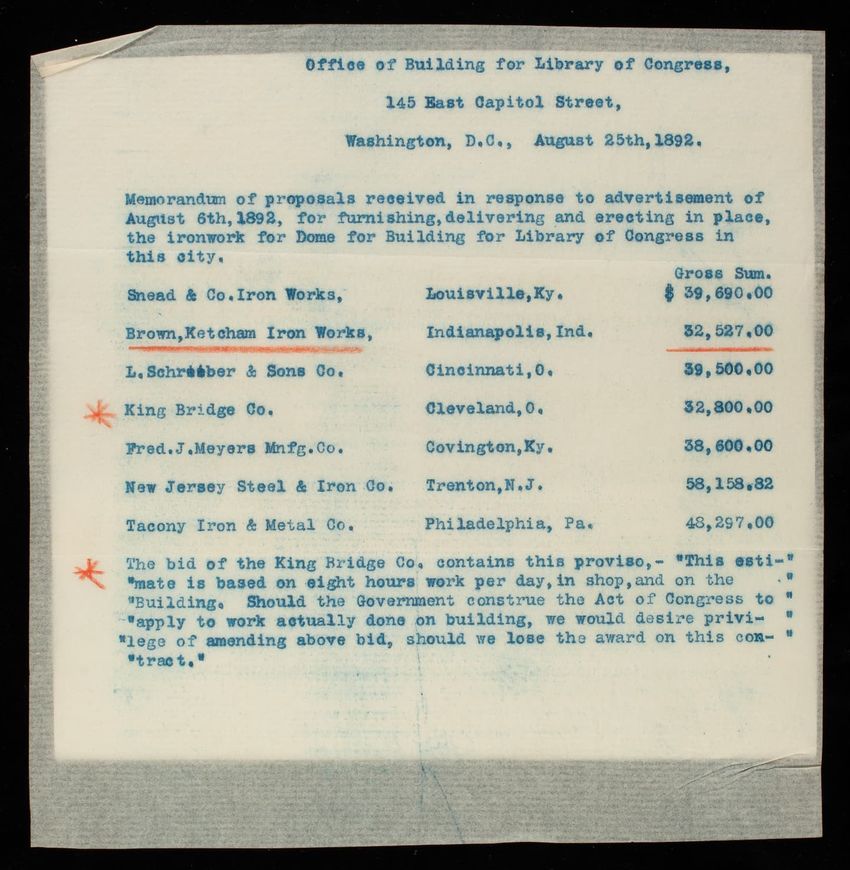 Office of Building for Library of Congress,
145 East Capitol Street,
Washington, D.C., August 25th,1892.
Memorandum of proposals received in response to advertisement of
August 6th,1892, for furnishing,delivering and erecting in place,
the ironwork for Dome for Building for Library of Congress in
this city.
Gross Sum.
Snead & Co.Iron Works, Louisville,Ky. $ 39,690.00
Brown,Ketcham Iron Works, Indianapolis,Ind. 32,527.00
L.Schreiber & Sons Co. Cincinnati,O. 39,500.00
* King Bridge Co. Cleveland,O. 32,800.00
Fred.J.Meyers Mnfg.Co. Covington,Ky. 38,600.00
New Jersey Steel & Iron Co. Trenton,N.J. 58,158.82
Tacony Iron & Metal Co. Philadelphia, Pa. 48,297.00
* The bid of the King Bridge Co. contains this proviso,- "This esti-"
"mate is based on eight hours work per day,in shop,and on the "
"Building. Should the Government construe the Act of Congress to "
"apply to work actually done on building, we would desire privi- "
"lege of amending above bid, should we lose the award on this con- "
"tract."